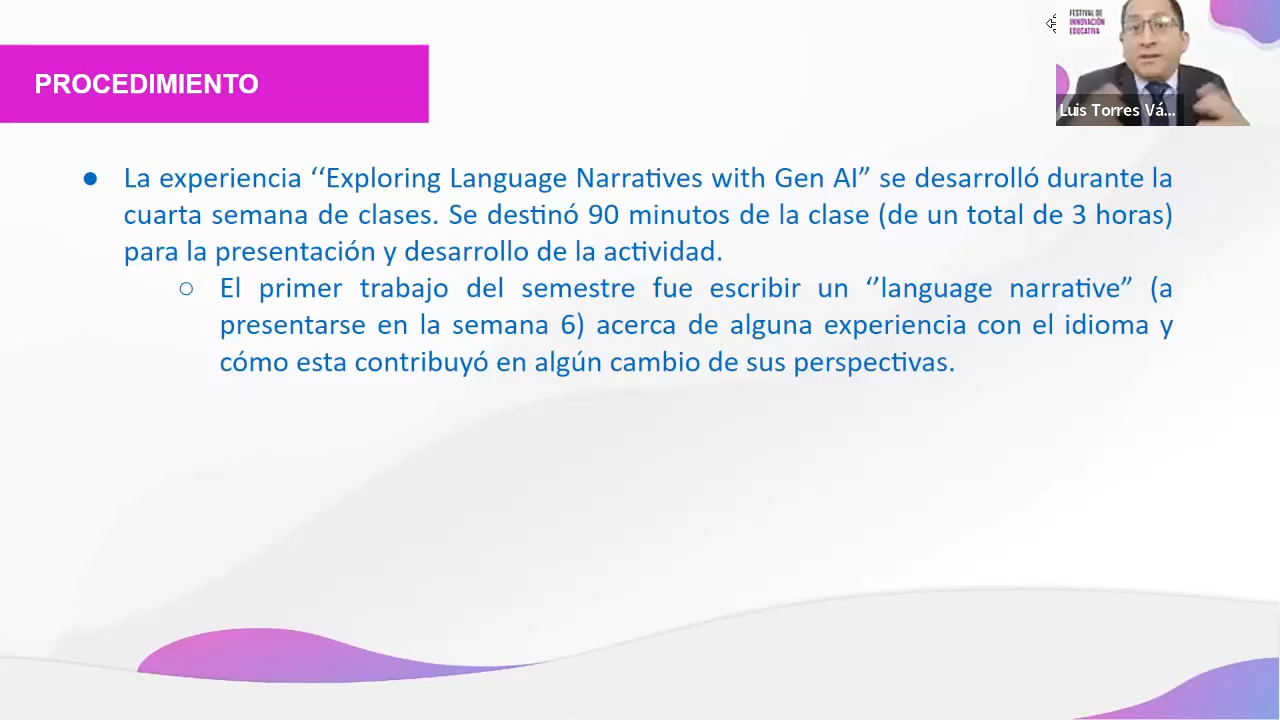 FESTIVAL DE
INNOVACIÓN
EDUCATIVA
Luis Torres Vá...
PROCEDIMIENTO
● La experiencia ‘‘Exploring Language Narratives with Gen AI” se desarrolló durante la
cuarta semana de clases. Se destinó 90 minutos de la clase (de un total de 3 horas)
para la presentación y desarrollo de la actividad.
○ El primer trabajo del semestre fue escribir un ‘’language narrative” (a
presentarse en la semana 6) acerca de alguna experiencia con el idioma y
cómo esta contribuyó en algún cambio de sus perspectivas.